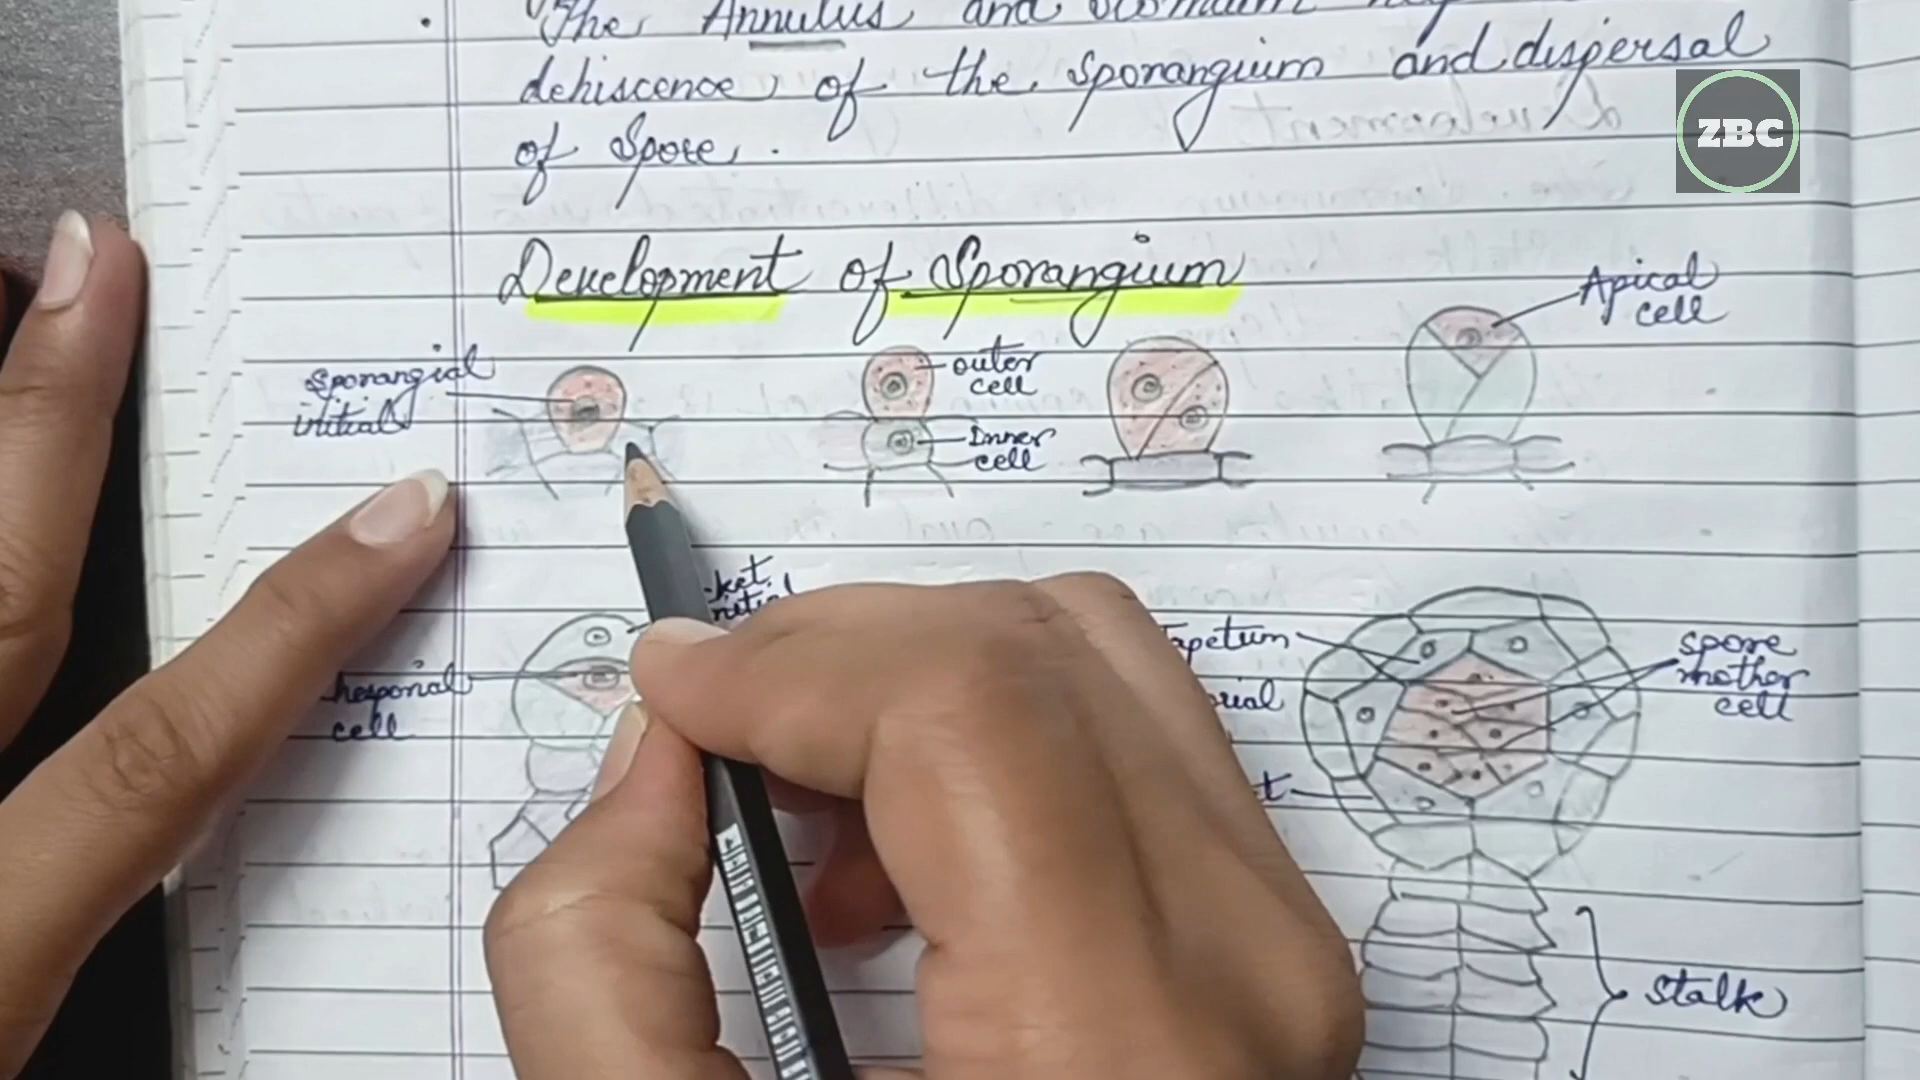 The Annulus and
dehiscence of the sporangium and dispersal
of Spore.
ZBC
Development of Sporangium
Sporangial
initial
outer
cell
Inner
cell
Apical
cell
cell
Tapetum
spore
mother
cell
Stalk